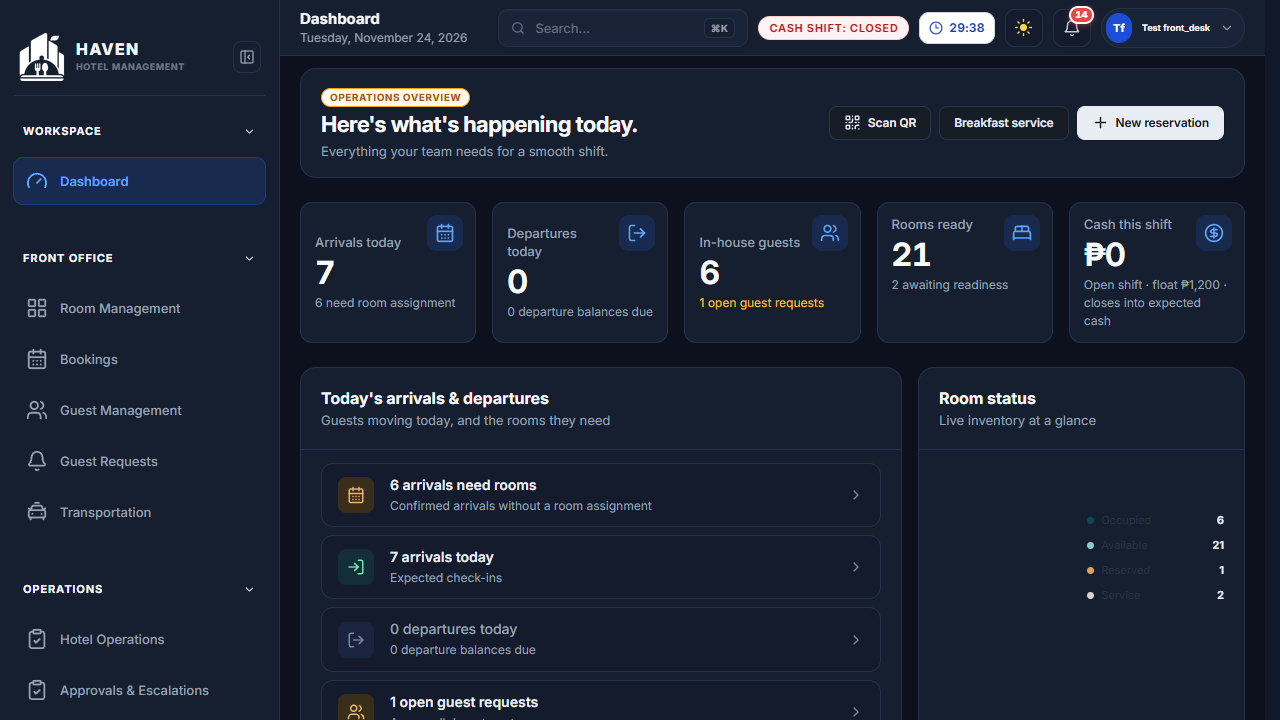 HAVEN
HOTEL MANAGEMENT
WORKSPACE
Dashboard
FRONT OFFICE
Room Management
Bookings
Guest Management
Guest Requests
Transportation
OPERATIONS
Hotel Operations
Approvals & Escalations
Dashboard
Tuesday, November 24, 2026
Search...
⌘K
CASH SHIFT: CLOSED
29:38
14
Tf
Test front_desk
OPERATIONS OVERVIEW
Here's what's happening today.
Everything your team needs for a smooth shift.
Scan QR
Breakfast service
New reservation
Arrivals today
7
6 need room assignment
Departures
today
0
0 departure balances due
In-house guests
6
1 open guest requests
Rooms ready
21
2 awaiting readiness
Cash this shift
₱0
Open shift · float ₱1,200 ·
closes into expected
cash
Today's arrivals & departures
Guests moving today, and the rooms they need
6 arrivals need rooms
Confirmed arrivals without a room assignment
7 arrivals today
Expected check-ins
0 departures today
0 departure balances due
1 open guest requests
Room status
Live inventory at a glance
Occupied 6
Available 21
Reserved 1
Service 2